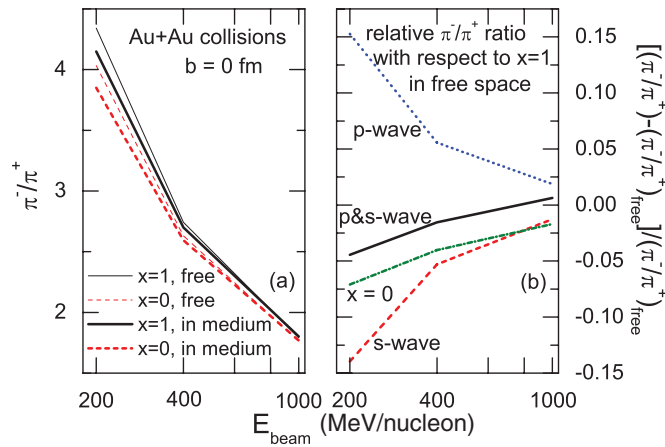 Au+Au collisions
b = 0 fm
4
3
2
π⁻/π⁺
x=1, free
x=0, free
x=1, in medium
x=0, in medium
(a)
200
400
1000
relative π⁻/π⁺ ratio
with respect to x=1
in free space
p-wave
p&s-wave
x = 0
s-wave
(b)
200
400
1000
0.15
0.10
0.05
0.00
-0.05
-0.10
-0.15
[(π⁻/π⁺)-(π⁻/π⁺)free]/(π⁻/π⁺)free
Ebeam (MeV/nucleon)